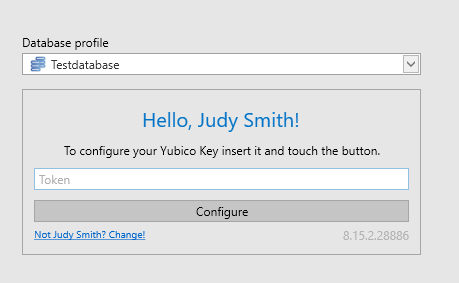 Database profile
Testdatabase
Hello, Judy Smith!
To configure your Yubico Key insert it and touch the button.
Token
Configure
Not Judy Smith? Change!
8.15.2.28886